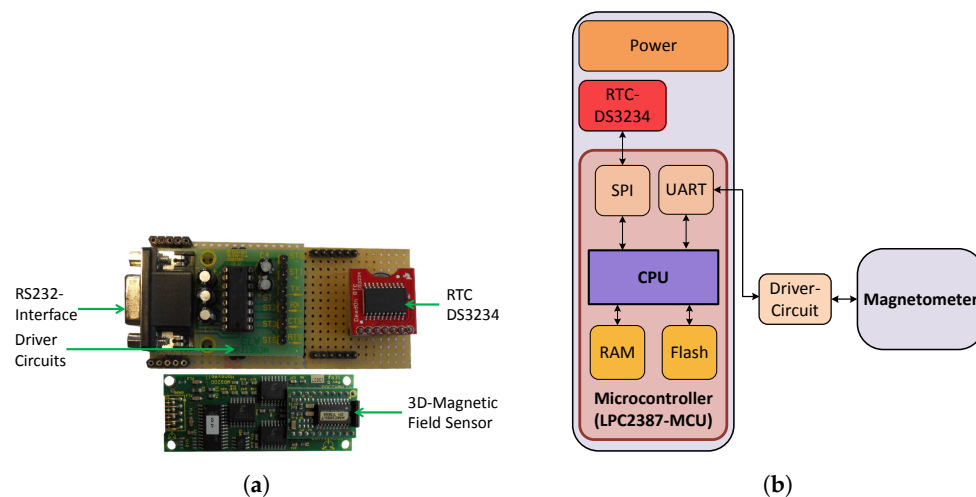 RS232-
Interface
Driver
Circuits
RTC
DS3234
3D-Magnetic
Field Sensor
(a)
Power
RTC-
DS3234
SPI
UART
CPU
RAM
Flash
Microcontroller
(LPC2387-MCU)
Driver-
Circuit
Magnetometer
(b)